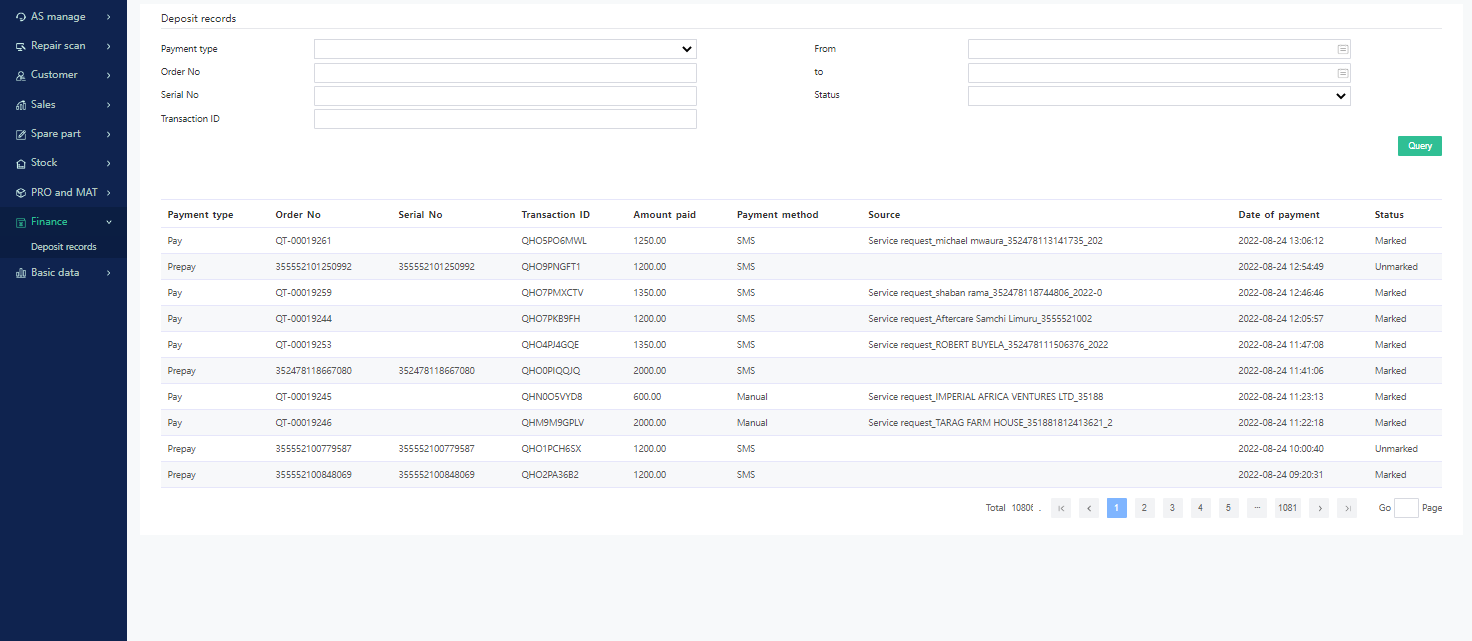 AS manage
Repair scan
Customer
Sales
Spare part
Stock
PRO and MAT
Finance
Deposit records
Basic data
Deposit records
Payment type
From
Order No
to
Serial No
Status
Transaction ID
Query
Payment type Order No Serial No Transaction ID Amount paid Payment method Source Date of payment Status
Pay QT-00019261 QHO5PO6MWL 1250.00 SMS Service request_michael mwaura_352478113141735_202 2022-08-24 13:06:12 Marked
Prepay 355552101250992 355552101250992 QHO9PNGFT1 1200.00 SMS 2022-08-24 12:54:49 Unmarked
Pay QT-00019259 QHO7PMXCTV 1350.00 SMS Service request_shaban rama_352478118744806_2022-0 2022-08-24 12:46:46 Marked
Pay QT-00019244 QHO7PKB9FH 1200.00 SMS Service request_Aftercare Samchi Limuru_3555521002 2022-08-24 12:05:57 Marked
Pay QT-00019253 QHO4PJ4GQE 1350.00 SMS Service request_ROBERT BUYELA_352478111506376_2022 2022-08-24 11:47:08 Marked
Prepay 352478118667080 352478118667080 QHO0PIQQJQ 2000.00 SMS 2022-08-24 11:41:06 Marked
Pay QT-00019245 QHN0O5VYD8 600.00 Manual Service request_IMPERIAL AFRICA VENTURES LTD_35188 2022-08-24 11:23:13 Marked
Pay QT-00019246 QHM9M9GPLV 2000.00 Manual Service request_TARAG FARM HOUSE_351881812413621_2 2022-08-24 11:22:18 Marked
Prepay 355552100779587 355552100779587 QHO1PCH6SX 1200.00 SMS 2022-08-24 10:00:40 Unmarked
Prepay 355552100848069 355552100848069 QHO2PA36B2 1200.00 SMS 2022-08-24 09:20:31 Marked
Total 10806 . 1 2 3 4 5 ··· 1081 Go Page